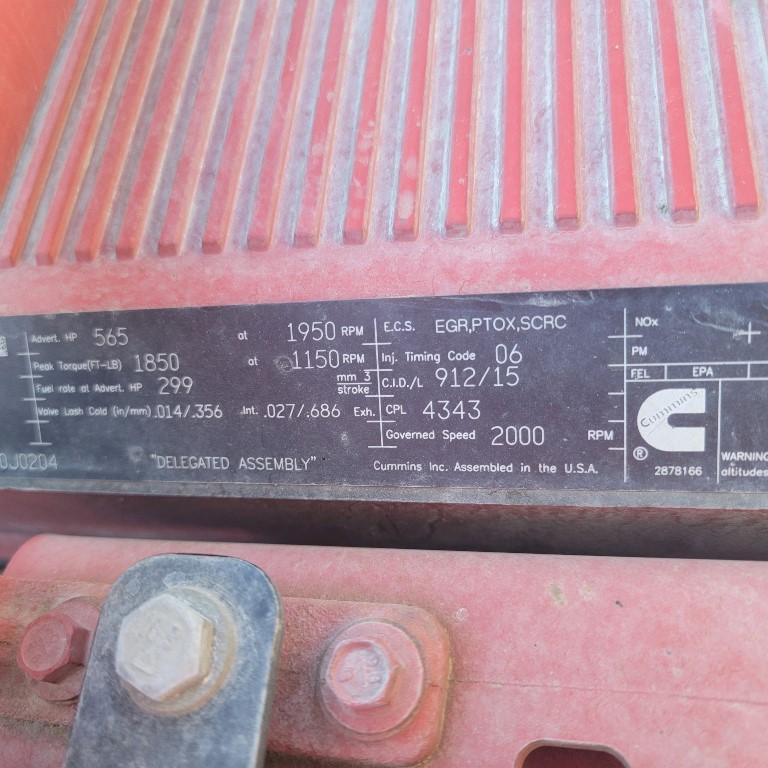 Advert. HP 565 at 1950 RPM
Peak Torque(FT-LB) 1850 at 1150 RPM
Fuel rate at Advert. HP 299 mm 3 stroke
Valve Lash Cold (in/mm) .014/.356 Int. .027/.686 Exh.
0J0204 "DELEGATED ASSEMBLY"
E.C.S. EGR,PTOX,SCRC
Inj. Timing Code 06
C.I.D./L 912/15
CPL 4343
Governed Speed 2000 RPM
Cummins Inc. Assembled in the U.S.A.
NOx +
PM
FEL EPA
Cummins
®
2878166
WARNING
altitudes